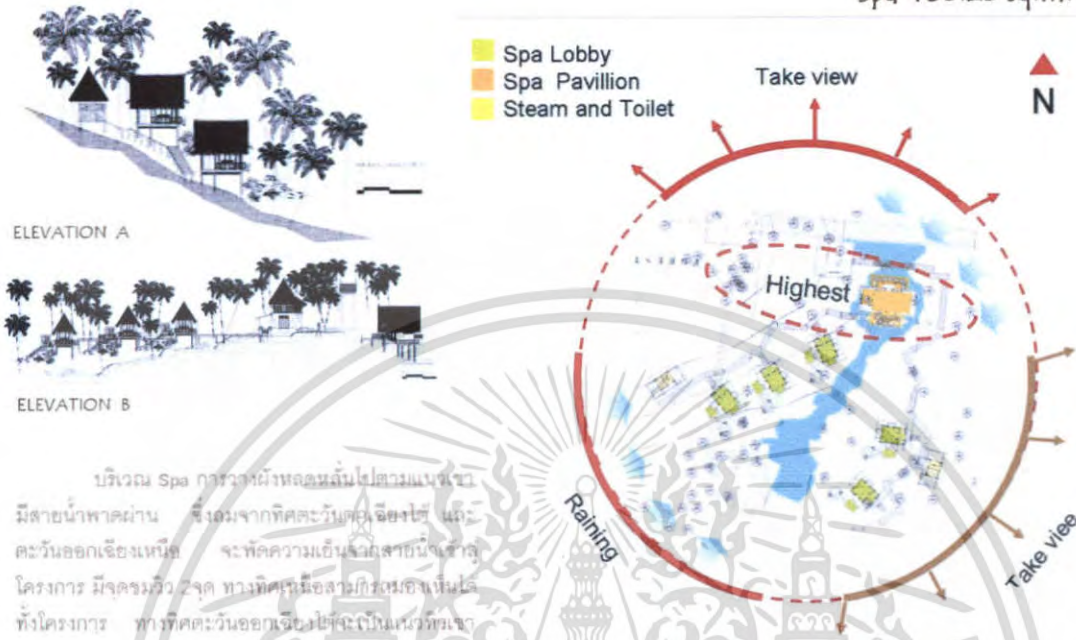 Spa
Spa Lobby
Spa Pavillion
Steam and Toilet
Take view
N
ELEVATION A
Highest
ELEVATION B
Raining
Take viee
บริเวณ Spa การวางผังหลดหลั่นไปตามแนวเขา
มีสายน้ำพาดผ่าน ซึ่งลมจากทิศตะวันตกเฉียงใต้ และ
ตะวันออกเฉียงเหนือ จะพัดความเย็นจากสายน้ำเข้าสู่
โครงการ มีจุดชมวิว 2จุด ทางทิศเหนือสามารถมองเห็นได้
ทั้งโครงการ ทางทิศตะวันออกเฉียงใต้จะเป็นแนวทิวเขา